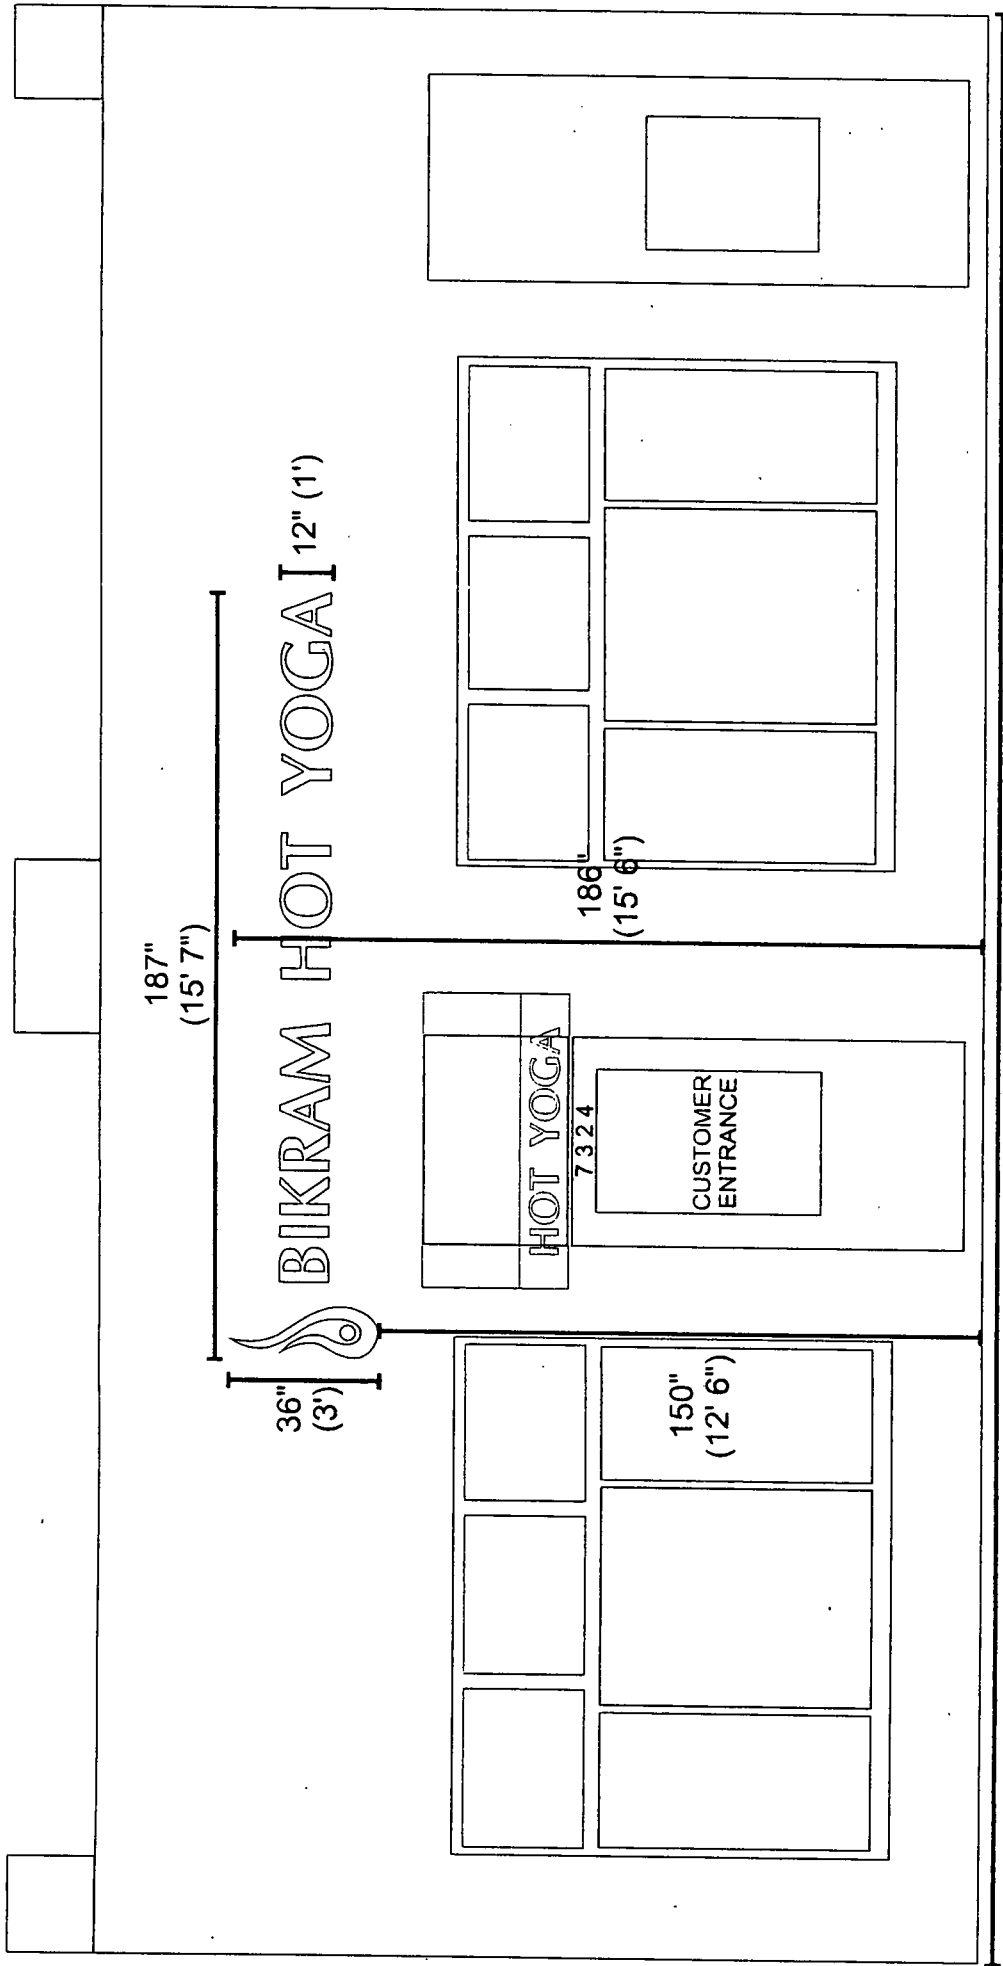 187"
(15' 7")
36"
(3')
BIKRAM HOT YOGA
12" (1')
186"
(15' 6")
HOT YOGA
7324
CUSTOMER
ENTRANCE
150"
(12' 6")